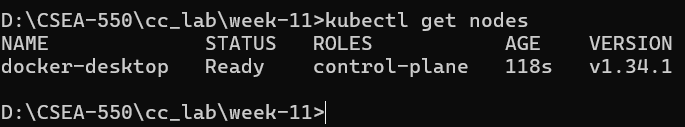 D:\CSEA-550\cc_lab\week-11>kubectl get nodes
NAME             STATUS   ROLES           AGE    VERSION
docker-desktop   Ready    control-plane   118s   v1.34.1
D:\CSEA-550\cc_lab\week-11>